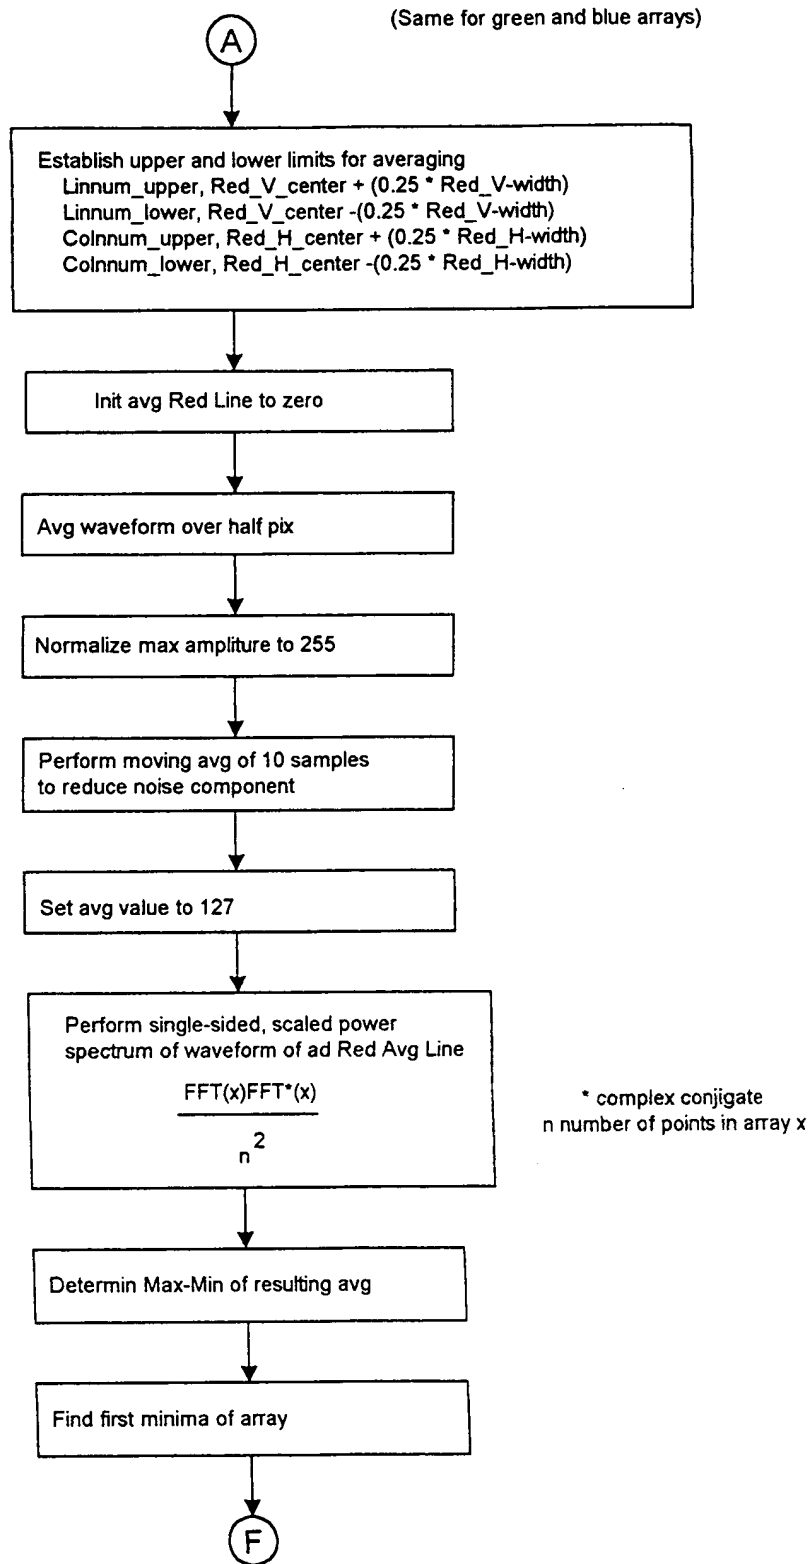 (Same for green and blue arrays)
A
Establish upper and lower limits for averaging
Linnum_upper, Red_V_center + (0.25 * Red_V-width)
Linnum_lower, Red_V_center -(0.25 * Red_V-width)
Colnnum_upper, Red_H_center + (0.25 * Red_H-width)
Colnnum_lower, Red_H_center -(0.25 * Red_H-width)
Init avg Red Line to zero
Avg waveform over half pix
Normalize max ampliture to 255
Perform moving avg of 10 samples
to reduce noise component
Set avg value to 127
Perform single-sided, scaled power
spectrum of waveform of ad Red Avg Line
FFT(x)FFT*(x)
n2
* complex conjigate
n number of points in array x
Determin Max-Min of resulting avg
Find first minima of array
F